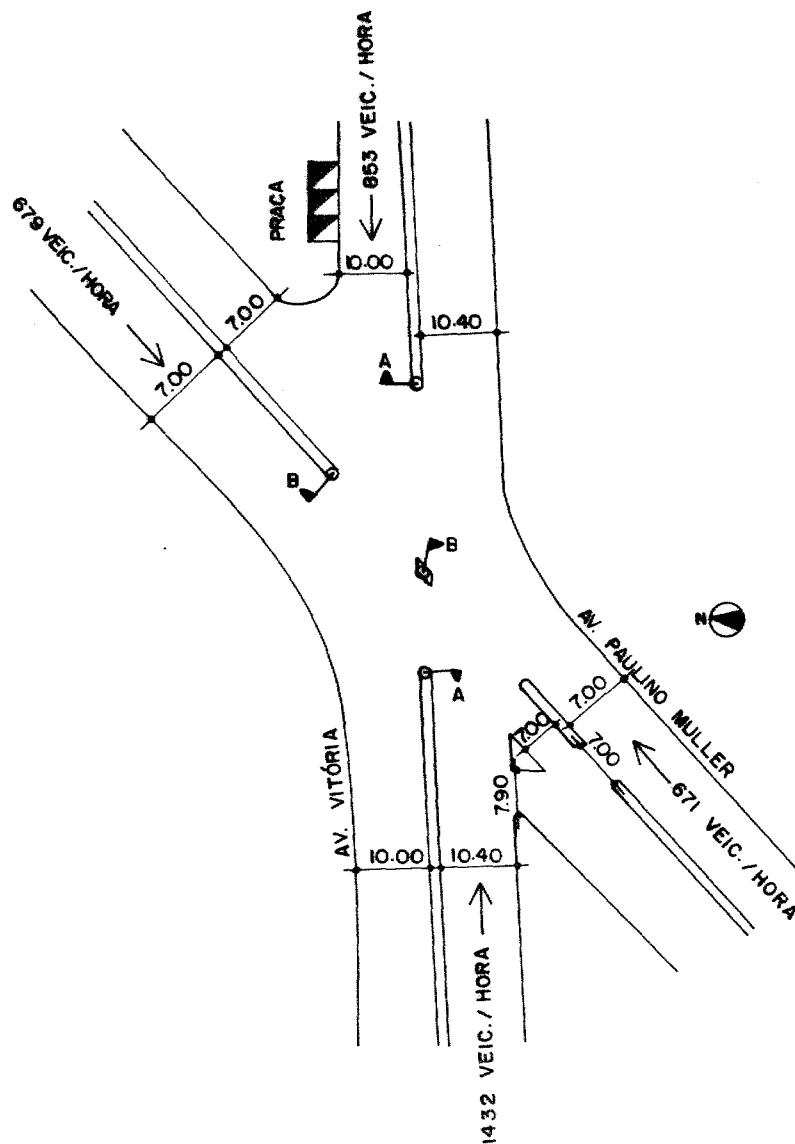 853 VEIC./HORA
PRAÇA
679 VEIC./HORA
10.00
7.00
10.40
7.00
A
B
B
N
A
AV. PAULINO MULLER
7.00
7.00
7.00
AV. VITÓRIA
7.90
671 VEIC./HORA
10.00
10.40
1432 VEIC./HORA